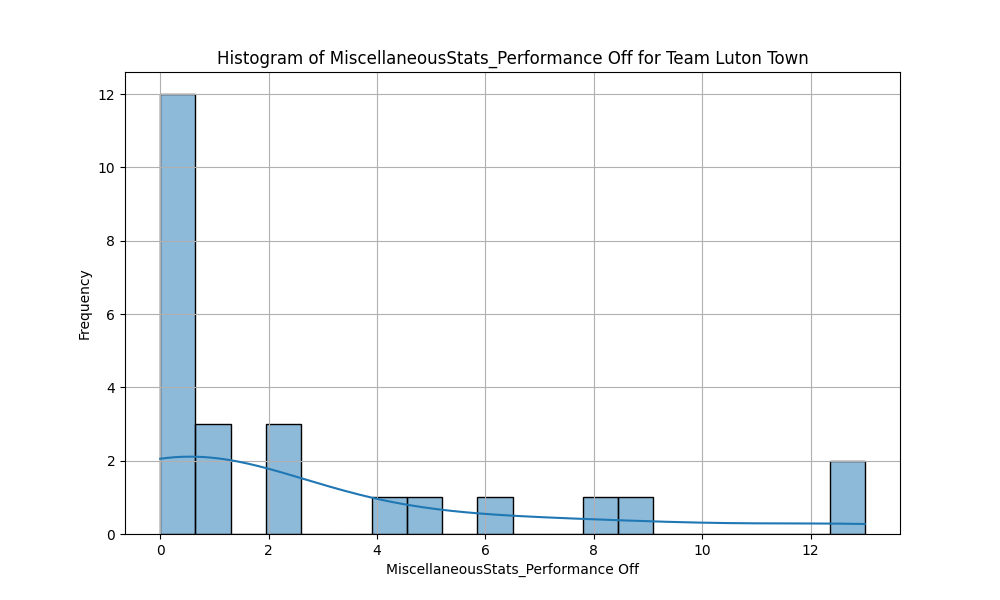 Histogram of MiscellaneousStats_Performance Off for Team Luton Town
12
10
8
6
4
2
0
Frequency
0 2 4 6 8 10 12
MiscellaneousStats_Performance Off